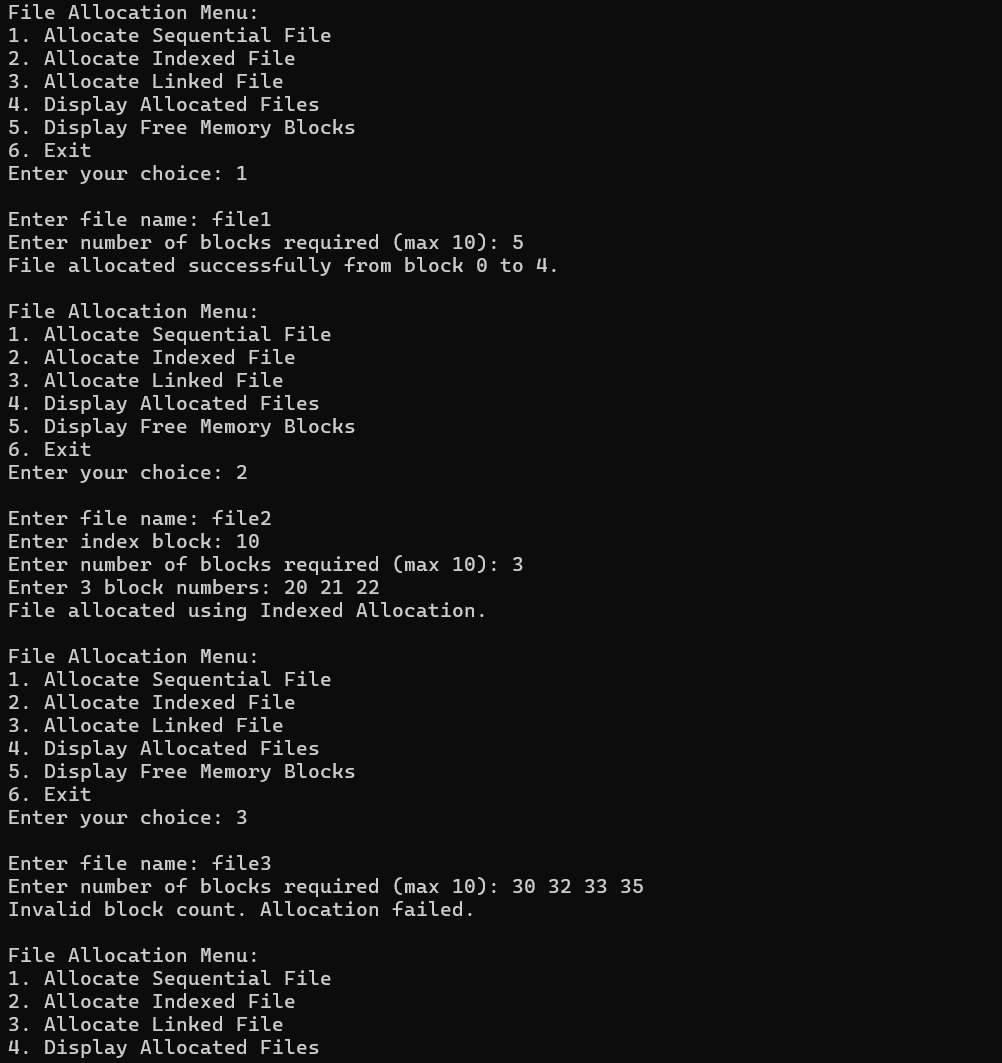 File Allocation Menu:
1. Allocate Sequential File
2. Allocate Indexed File
3. Allocate Linked File
4. Display Allocated Files
5. Display Free Memory Blocks
6. Exit
Enter your choice: 1

Enter file name: file1
Enter number of blocks required (max 10): 5
File allocated successfully from block 0 to 4.

File Allocation Menu:
1. Allocate Sequential File
2. Allocate Indexed File
3. Allocate Linked File
4. Display Allocated Files
5. Display Free Memory Blocks
6. Exit
Enter your choice: 2

Enter file name: file2
Enter index block: 10
Enter number of blocks required (max 10): 3
Enter 3 block numbers: 20 21 22
File allocated using Indexed Allocation.

File Allocation Menu:
1. Allocate Sequential File
2. Allocate Indexed File
3. Allocate Linked File
4. Display Allocated Files
5. Display Free Memory Blocks
6. Exit
Enter your choice: 3

Enter file name: file3
Enter number of blocks required (max 10): 30 32 33 35
Invalid block count. Allocation failed.

File Allocation Menu:
1. Allocate Sequential File
2. Allocate Indexed File
3. Allocate Linked File
4. Display Allocated Files